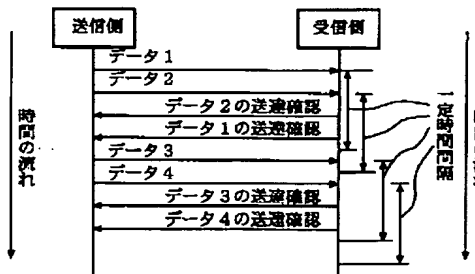 送信側
受信側
データ1
データ2
データ2の送達確認
データ1の送達確認
データ3
データ4
データ3の送達確認
データ4の送達確認
時間の流れ
一定時間間隔